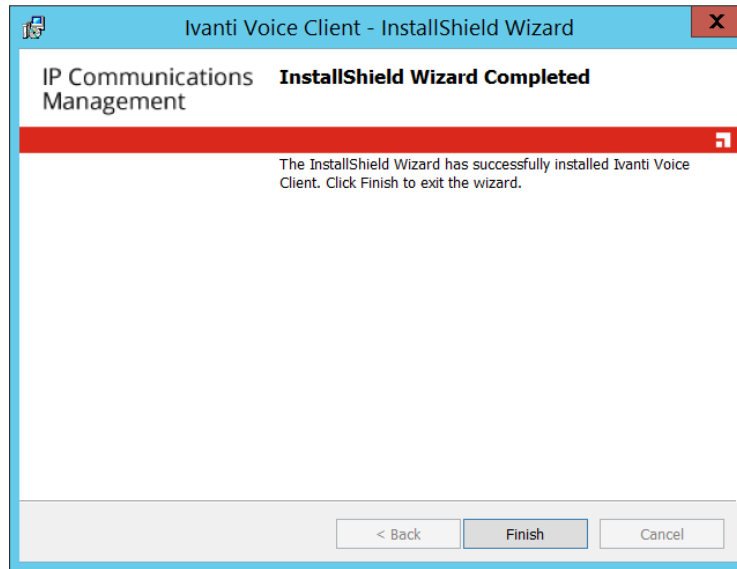 Ivanti Voice Client - InstallShield Wizard
X
IP Communications
Management
InstallShield Wizard Completed
The InstallShield Wizard has successfully installed Ivanti Voice
Client. Click Finish to exit the wizard.
< Back
Finish
Cancel